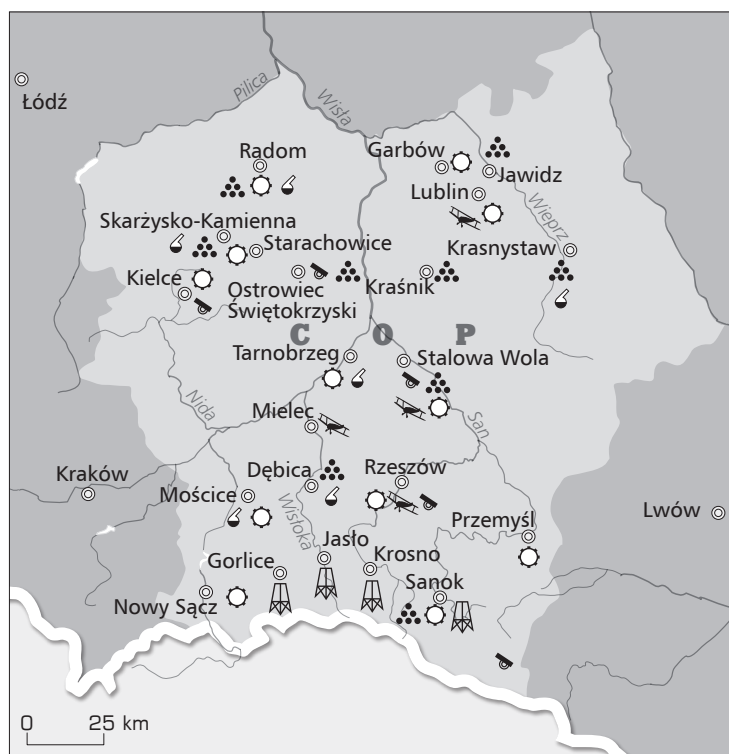 Łódź
Pilica
Wisła
Radom
Garbów
Jawidz
Lublin
Wieprz
Skarżysko-Kamienna
Starachowice
Krasnystaw
Kielce
Ostrowiec
Świętokrzyski
Kraśnik
C O P
Tarnobrzeg
Stalowa Wola
Nida
Mielec
San
Kraków
Dębica
Rzeszów
Mościce
Wisłoka
Przemyśl
Lwów
Jasło
Krosno
Gorlice
Sanok
Nowy Sącz
0 25 km